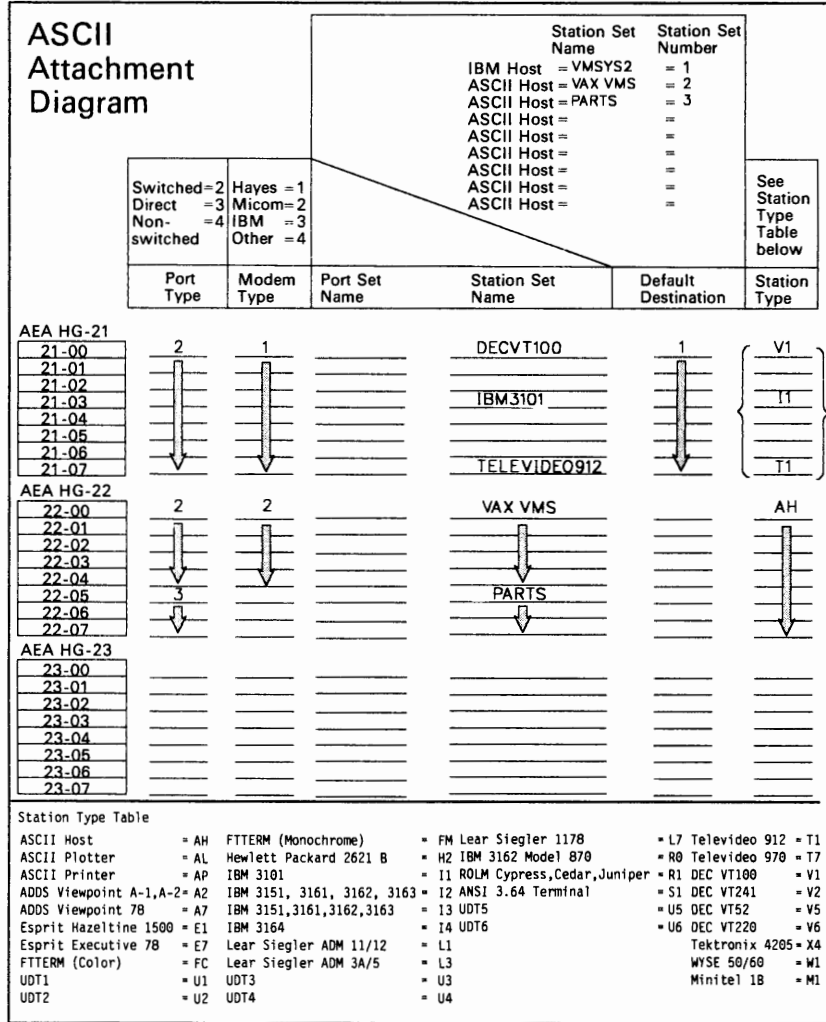 ASCII
Attachment
Diagram
Station Set Name Station Set Number
IBM Host = VMSYS2 = 1
ASCII Host = VAX VMS = 2
ASCII Host = PARTS = 3
ASCII Host = =
ASCII Host = =
ASCII Host = =
ASCII Host = =
ASCII Host = =
ASCII Host = =
Switched=2
Direct =3
Non- =4
switched
Hayes =1
Micom=2
IBM =3
Other =4
See
Station
Type
Table
below
Port Type Modem Type Port Set Name Station Set Name Default Destination Station Type
AEA HG-21
21-00 2 1 DECVT100 1 V1
21-01
21-02
21-03 IBM3101 I1
21-04
21-05
21-06
21-07 TELEVIDEO912 T1
AEA HG-22
22-00 2 2 VAX VMS AH
22-01
22-02
22-03
22-04
22-05 3 PARTS
22-06
22-07
AEA HG-23
23-00
23-01
23-02
23-03
23-04
23-05
23-06
23-07
Station Type Table
ASCII Host = AH FTTERM (Monochrome) = FM Lear Siegler 1178 = L7 Televideo 912 = T1
ASCII Plotter = AL Hewlett Packard 2621 B = H2 IBM 3162 Model 870 = R0 Televideo 970 = T7
ASCII Printer = AP IBM 3101 = I1 ROLM Cypress,Cedar,Juniper = R1 DEC VT100 = V1
ADDS Viewpoint A-1,A-2= A2 IBM 3151, 3161, 3162, 3163 = I2 ANSI 3.64 Terminal = S1 DEC VT241 = V2
ADDS Viewpoint 78 = A7 IBM 3151,3161,3162,3163 = I3 UDT5 = U5 DEC VT52 = V5
Esprit Hazeltine 1500 = E1 IBM 3164 = I4 UDT6 = U6 DEC VT220 = V6
Esprit Executive 78 = E7 Lear Siegler ADM 11/12 = L1 Tektronix 4205 = X4
FTTERM (Color) = FC Lear Siegler ADM 3A/5 = L3 WYSE 50/60 = W1
UDT1 = U1 UDT3 = U3 Minitel 1B = M1
UDT2 = U2 UDT4 = U4